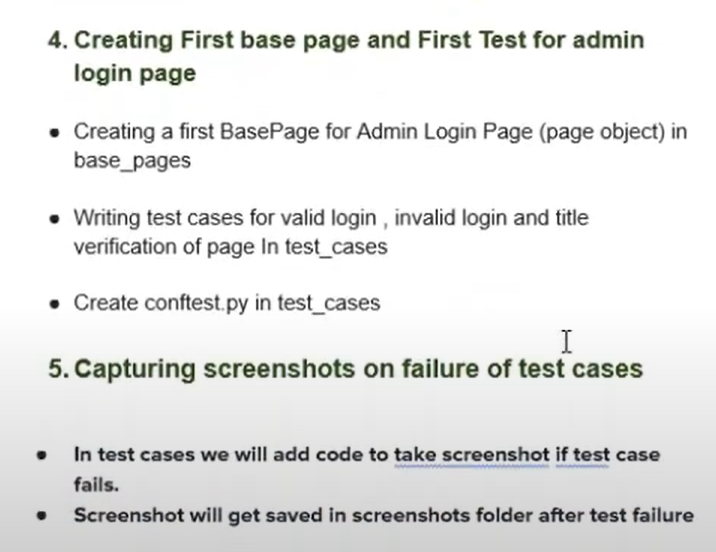 4. Creating First base page and First Test for admin
login page
● Creating a first BasePage for Admin Login Page (page object) in
base_pages
● Writing test cases for valid login , invalid login and title
verification of page In test_cases
● Create conftest.py in test_cases
5. Capturing screenshots on failure of test cases
● In test cases we will add code to take screenshot if test case
fails.
● Screenshot will get saved in screenshots folder after test failure